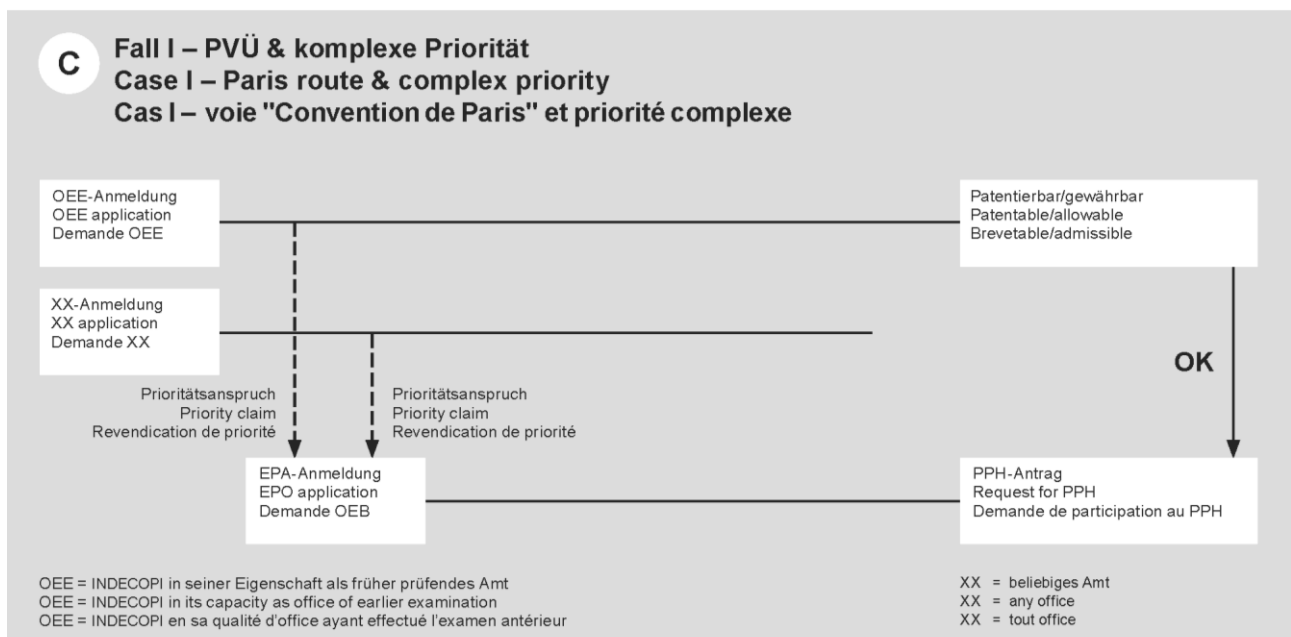 C
Fall I – PVÜ & komplexe Priorität
Case I – Paris route & complex priority
Cas I – voie "Convention de Paris" et priorité complexe
OEE-Anmeldung
OEE application
Demande OEE
Patentierbar/gewährbar
Patentable/allowable
Brevetable/admissible
XX-Anmeldung
XX application
Demande XX
OK
Prioritätsanspruch
Priority claim
Revendication de priorité
Prioritätsanspruch
Priority claim
Revendication de priorité
EPA-Anmeldung
EPO application
Demande OEB
PPH-Antrag
Request for PPH
Demande de participation au PPH
OEE = INDECOPI in seiner Eigenschaft als früher prüfendes Amt
OEE = INDECOPI in its capacity as office of earlier examination
OEE = INDECOPI en sa qualité d'office ayant effectué l'examen antérieur
XX = beliebiges Amt
XX = any office
XX = tout office